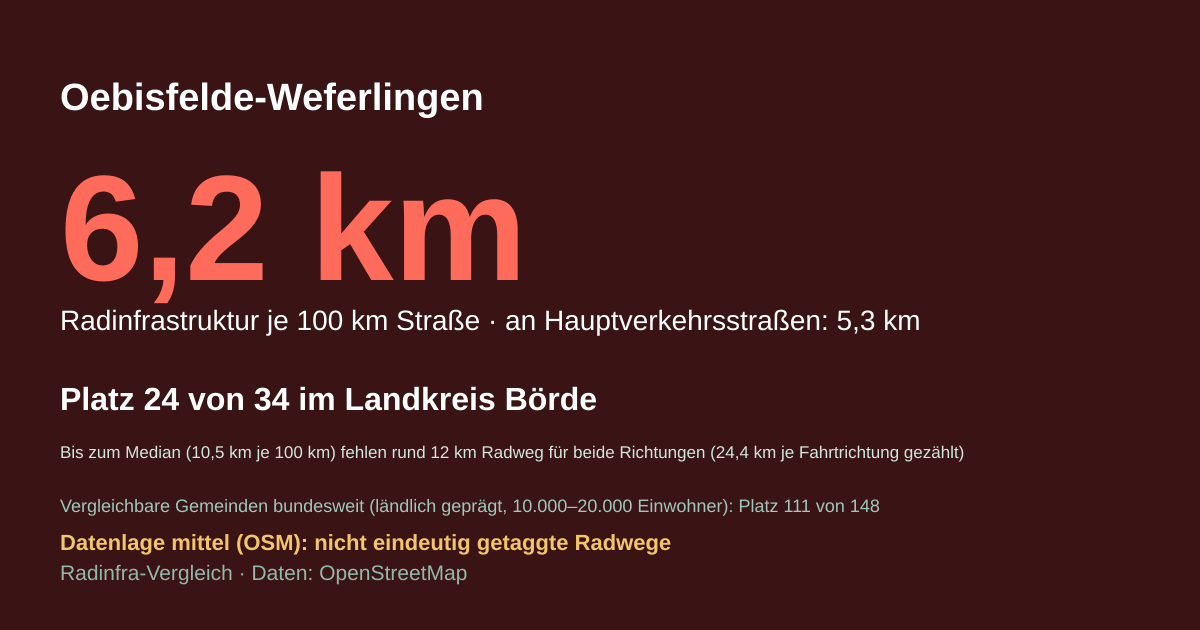 Oebisfelde-Weferlingen
6,2 km
Radinfrastruktur je 100 km Straße · an Hauptverkehrsstraßen: 5,3 km
Platz 24 von 34 im Landkreis Börde
Bis zum Median (10,5 km je 100 km) fehlen rund 12 km Radweg für beide Richtungen (24,4 km je Fahrtrichtung gezählt)
Vergleichbare Gemeinden bundesweit (ländlich geprägt, 10.000–20.000 Einwohner): Platz 111 von 148
Datenlage mittel (OSM): nicht eindeutig getaggte Radwege
Radinfra-Vergleich · Daten: OpenStreetMap